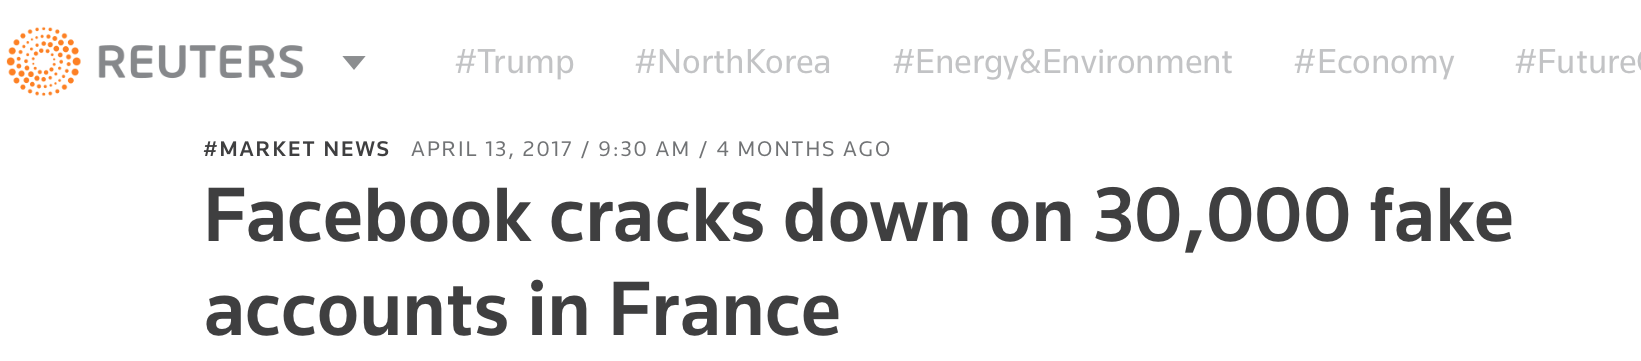 REUTERS #Trump #NorthKorea #Energy&Environment #Economy #Future
#MARKET NEWS APRIL 13, 2017 / 9:30 AM / 4 MONTHS AGO
Facebook cracks down on 30,000 fake
accounts in France